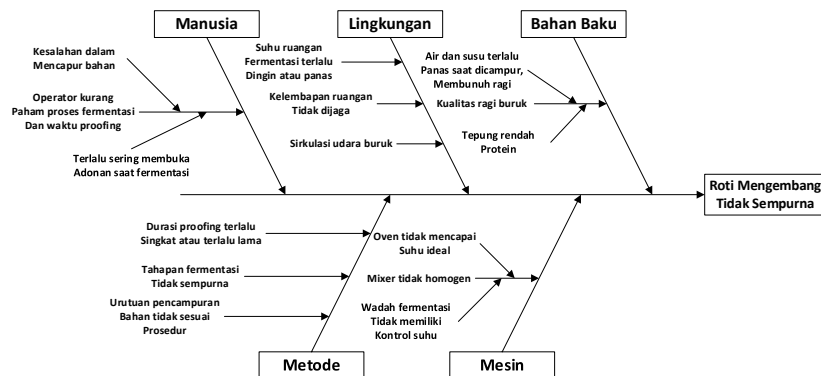 Manusia
Lingkungan
Bahan Baku
Kesalahan dalam
Mencapur bahan
Operator kurang
Paham proses fermentasi
Dan waktu proofing
Terlalu sering membuka
Adonan saat fermentasi
Suhu ruangan
Fermentasi terlalu
Dingin atau panas
Kelembapan ruangan
Tidak dijaga
Sirkulasi udara buruk
Air dan susu terlalu
Panas saat dicampur,
Membunuh ragi
Kualitas ragi buruk
Tepung rendah
Protein
Roti Mengembang
Tidak Sempurna
Durasi proofing terlalu
Singkat atau terlalu lama
Tahapan fermentasi
Tidak sempurna
Urutuan pencampuran
Bahan tidak sesuai
Prosedur
Oven tidak mencapai
Suhu ideal
Mixer tidak homogen
Wadah fermentasi
Tidak memiliki
Kontrol suhu
Metode
Mesin